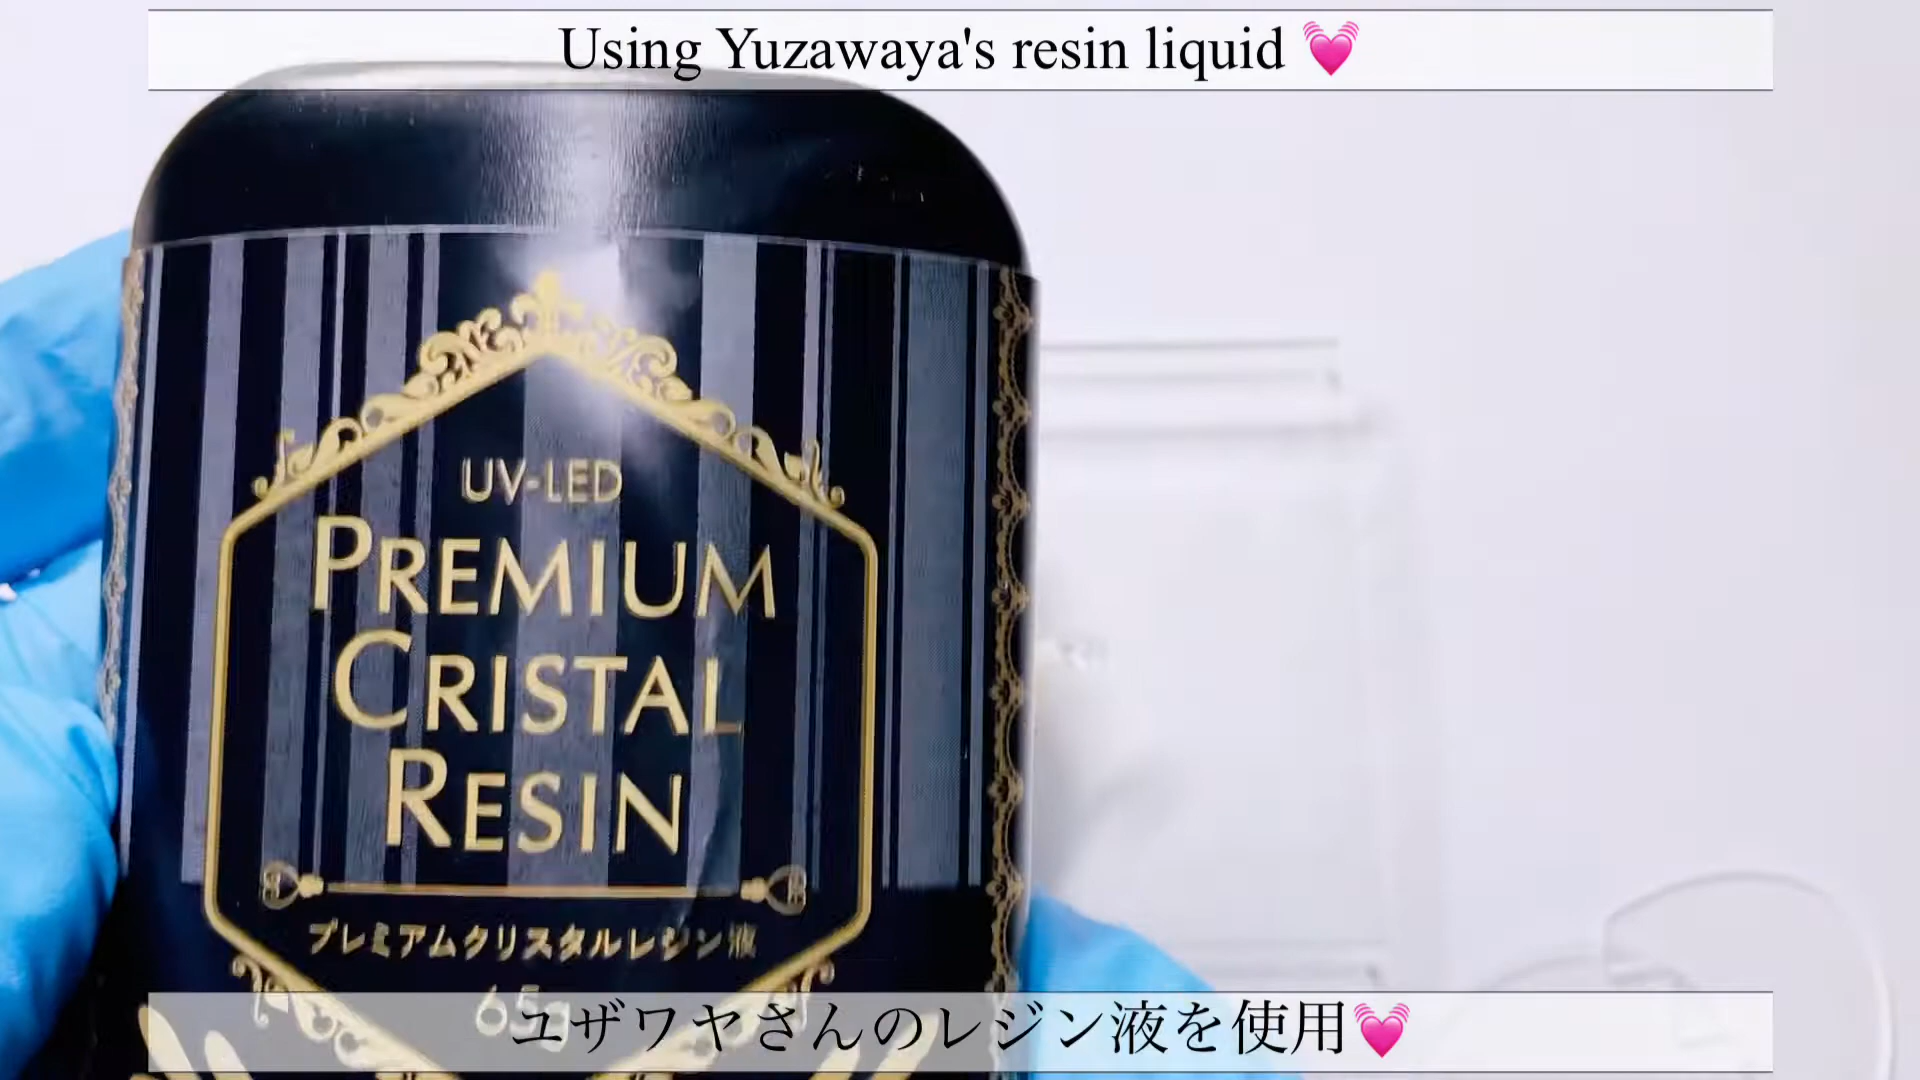 Using Yuzawaya's resin liquid 💓
UV-LED
PREMIUM
CRISTAL
RESIN
プレミアムクリスタルレジン液
65g
ユザワヤさんのレジン液を使用💓